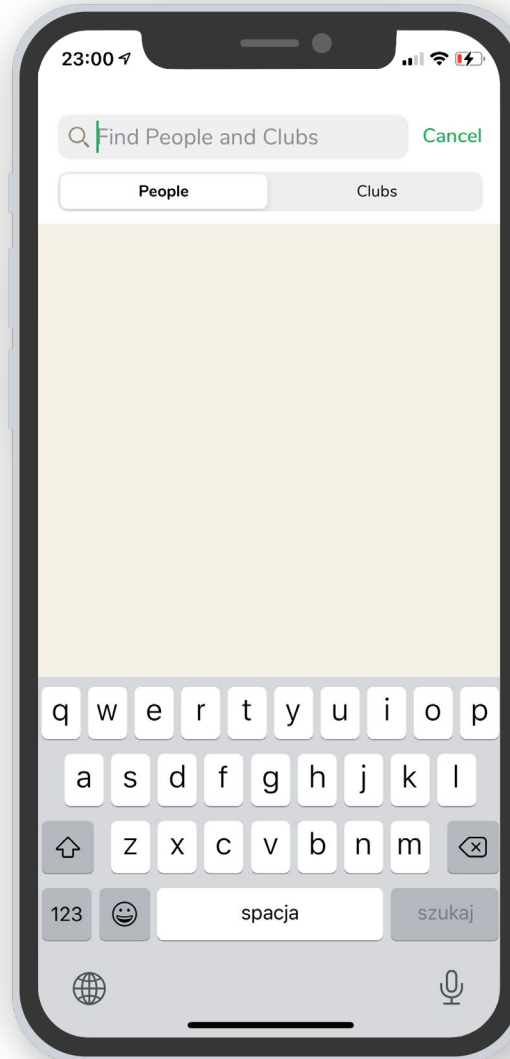 23:00
Find People and Clubs Cancel
People Clubs
q w e r t y u i o p
a s d f g h j k l
z x c v b n m
123 spacja szukaj